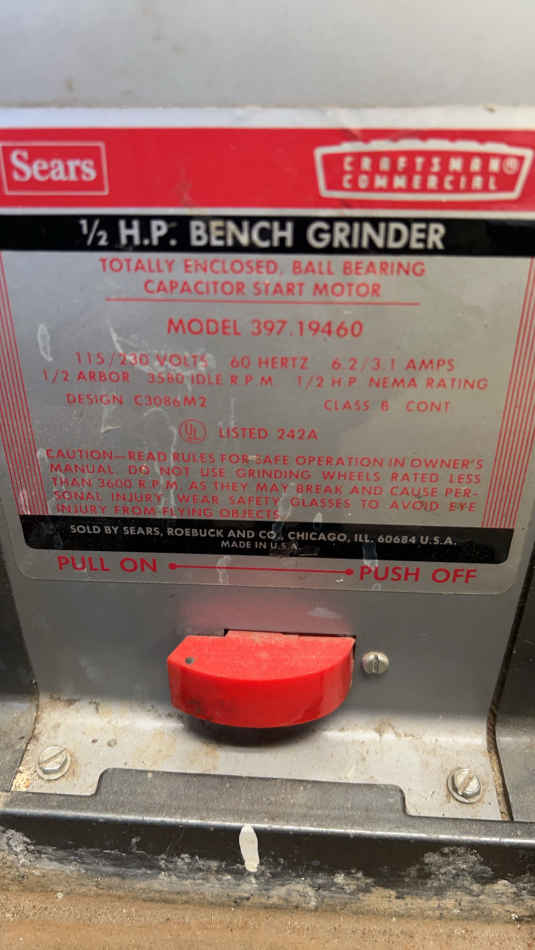 Sears
CRAFTSMAN®
COMMERCIAL
½ H.P. BENCH GRINDER
TOTALLY ENCLOSED, BALL BEARING
CAPACITOR START MOTOR
MODEL 397.19460
115/230 VOLTS 60 HERTZ 6.2/3.1 AMPS
1/2 ARBOR 3580 IDLE R.P.M. 1/2 H.P. NEMA RATING
DESIGN C3086M2 CLASS B CONT
UL LISTED 242A
CAUTION—READ RULES FOR SAFE OPERATION IN OWNER'S
MANUAL. DO NOT USE GRINDING WHEELS RATED LESS
THAN 3600 R.P.M. AS THEY MAY BREAK AND CAUSE PER-
SONAL INJURY. WEAR SAFETY GLASSES TO AVOID EYE
INJURY FROM FLYING OBJECTS
SOLD BY SEARS, ROEBUCK AND CO., CHICAGO, ILL. 60684 U.S.A.
MADE IN U.S.A.
PULL ON PUSH OFF